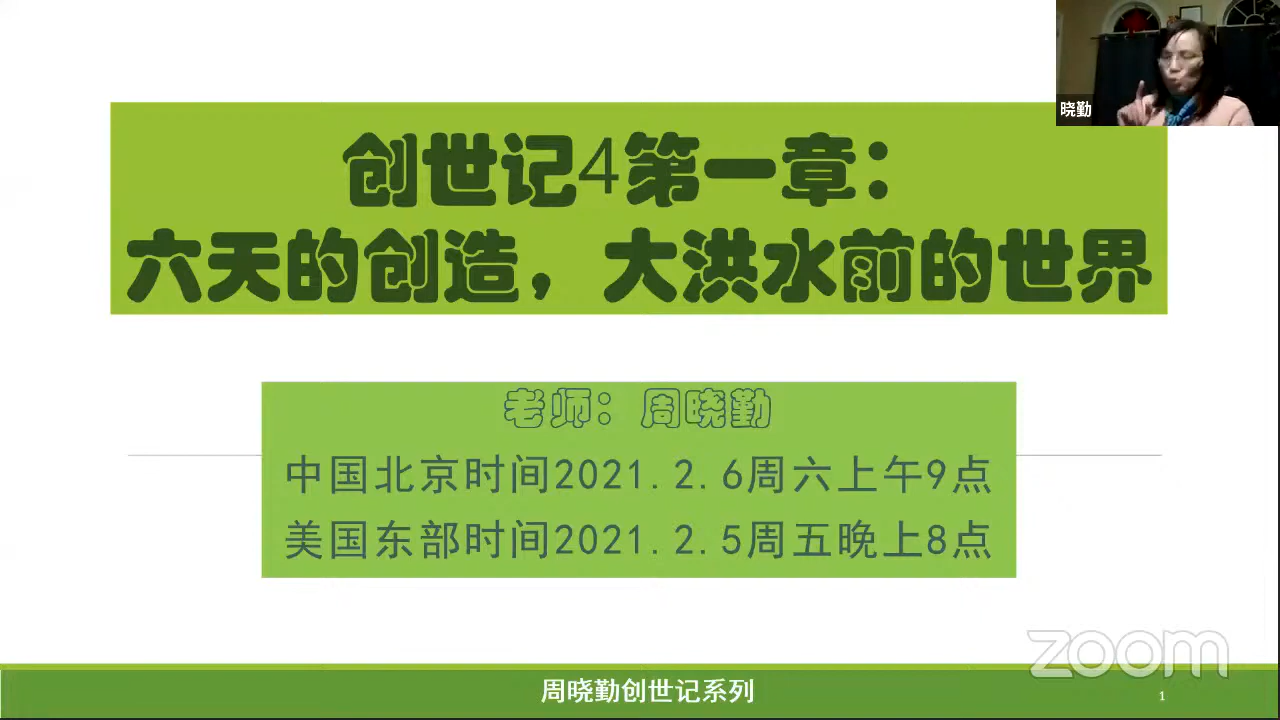 晓勤
创世记4第一章：
六天的创造，大洪水前的世界
老师：周晓勤
中国北京时间2021.2.6周六上午9点
美国东部时间2021.2.5周五晚上8点
zoom
周晓勤创世记系列
1